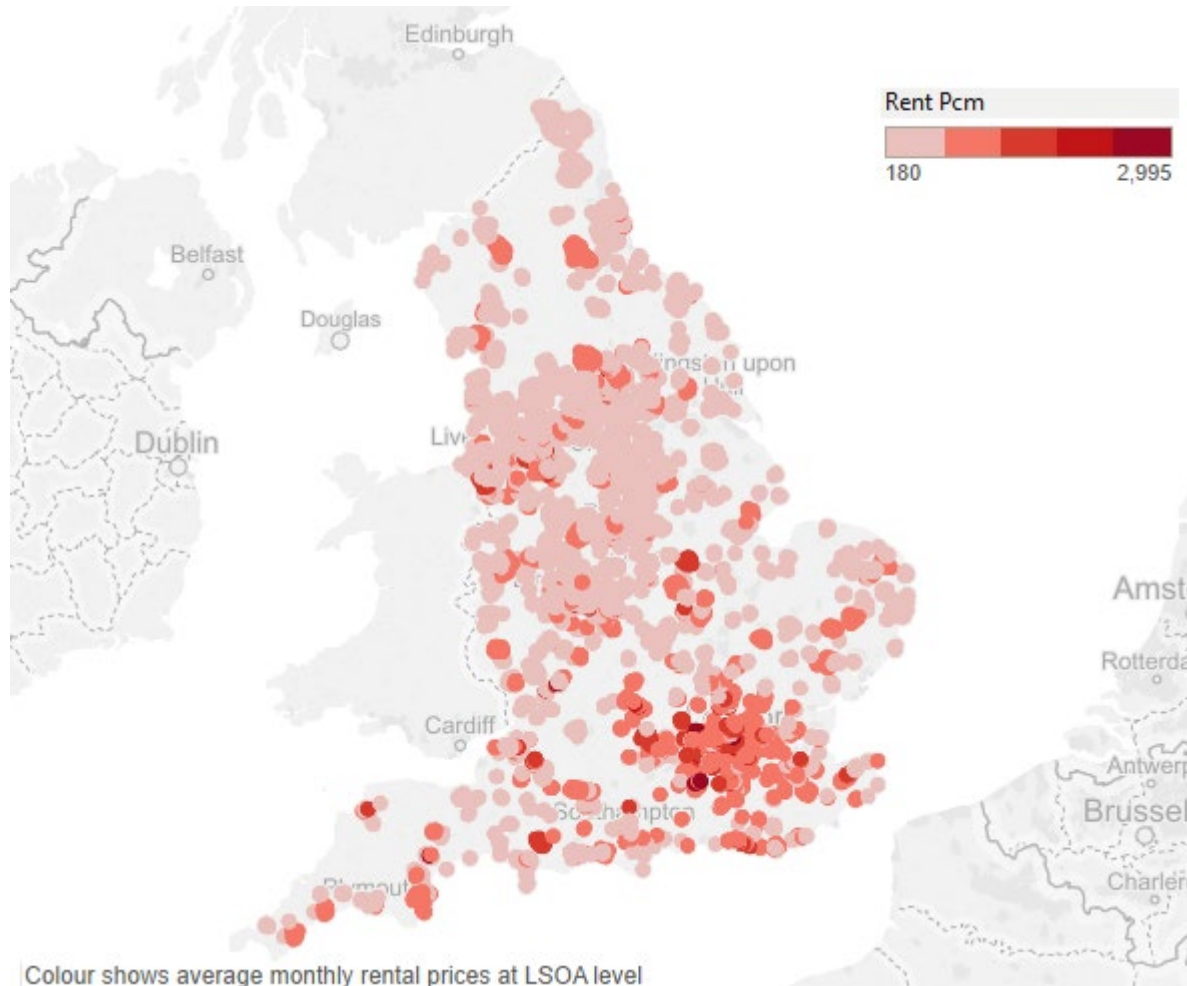 Edinburgh
Rent Pcm
180
2,995
Belfast
Douglas
upon
Dublin
Amst
Rotterda
Cardiff
Antwerp
Brussel
Charler
Colour shows average monthly rental prices at LSOA level